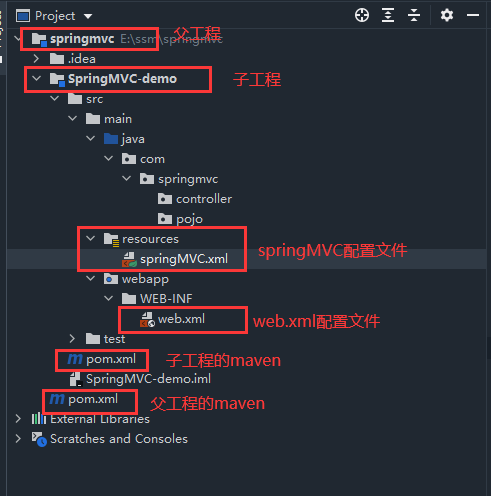 Project
springmvc E:\ssm\springmvc 父工程
.idea
SpringMVC-demo 子工程
src
main
java
com
springmvc
controller
pojo
resources
springMVC.xml springMVC配置文件
webapp
WEB-INF
web.xml web.xml配置文件
test
pom.xml 子工程的maven
SpringMVC-demo.iml
pom.xml 父工程的maven
External Libraries
Scratches and Consoles